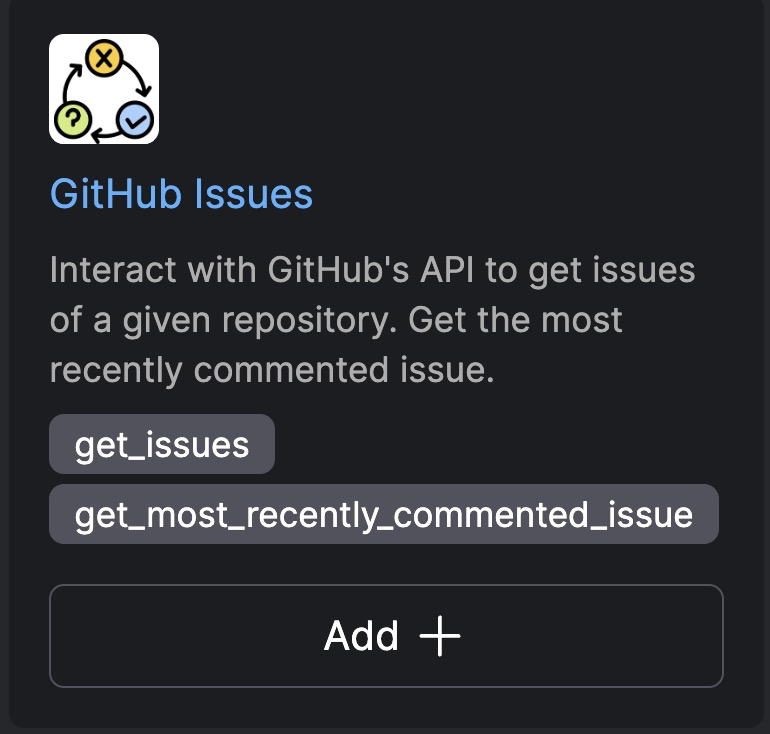 GitHub Issues
Interact with GitHub's API to get issues
of a given repository. Get the most
recently commented issue.
get_issues
get_most_recently_commented_issue
Add +